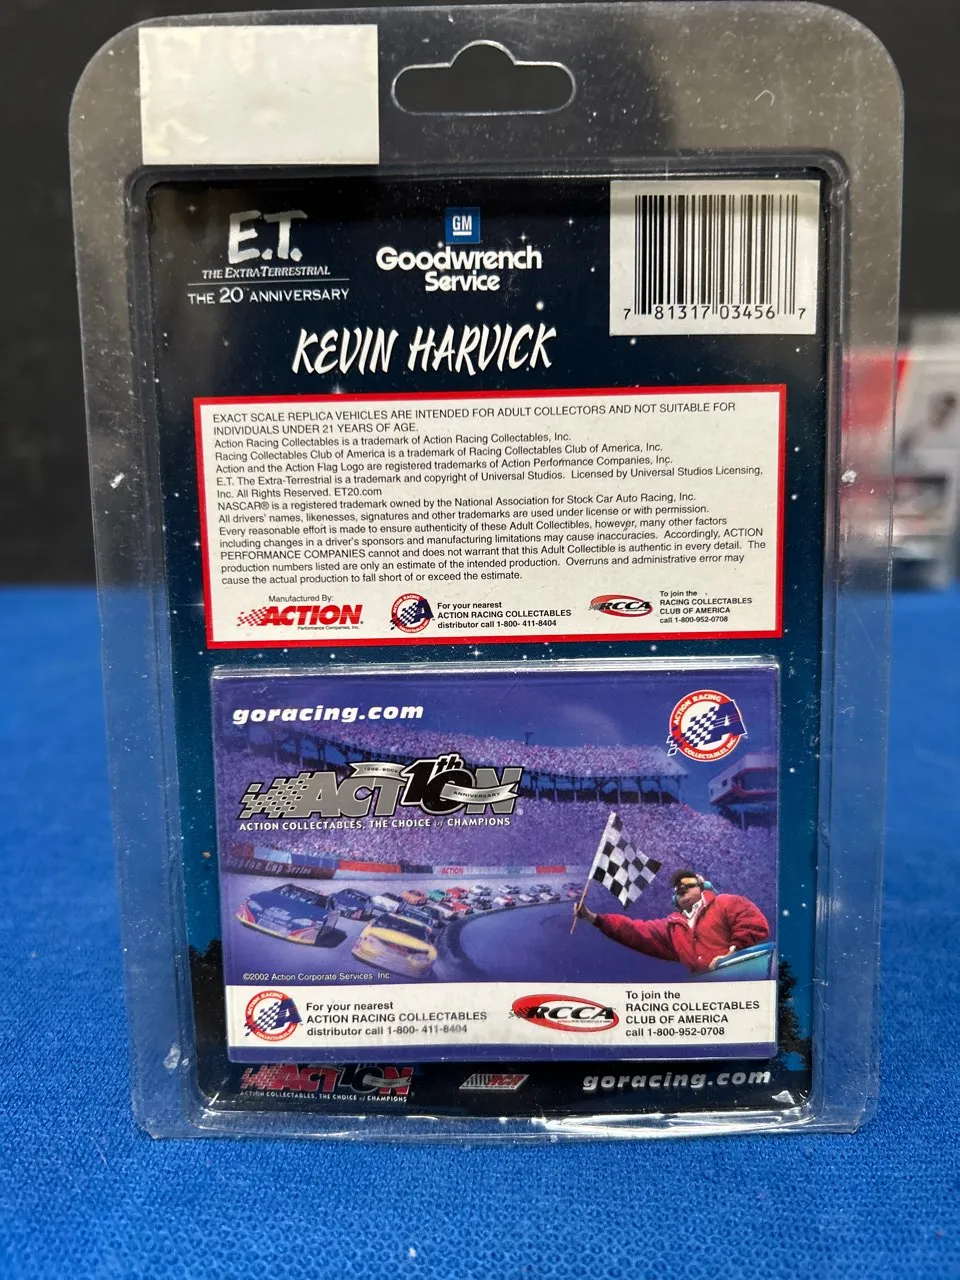 E.T.
THE EXTRA-TERRESTRIAL
THE 20 ANNIVERSARY
GM
Goodwrench
Service
7 81317 03456 7
KEVIN HARVICK
EXACT SCALE REPLICA VEHICLES ARE INTENDED FOR ADULT COLLECTORS AND NOT SUITABLE FOR
INDIVIDUALS UNDER 21 YEARS OF AGE.
Action Racing Collectables is a trademark of Action Racing Collectables, Inc.
Racing Collectables Club of America is a trademark of Racing Collectables Club of America, Inc.
Action and the Action Flag Logo are registered trademarks of Action Performance Companies, Inc.
E.T. The Extra-Terrestrial is a trademark and copyright of Universal Studios. Licensed by Universal Studios Licensing,
Inc. All Rights Reserved. ET20.com
NASCAR® is a registered trademark owned by the National Association for Stock Car Auto Racing, Inc.
All drivers' names, likenesses, signatures and other trademarks are used under license or with permission.
Every reasonable effort is made to ensure authenticity of these Adult Collectibles, however, many other factors
including changes in a driver's sponsors and manufacturing limitations may cause inaccuracies. Accordingly, ACTION
PERFORMANCE COMPANIES cannot and does not warrant that this Adult Collectible is authentic in every detail. The
production numbers listed are only an estimate of the intended production. Overruns and administrative error may
cause the actual production to fall short of or exceed the estimate.
Manufactured By:
ACTION
Performance Companies, Inc.
For your nearest
ACTION RACING COLLECTABLES
distributor call 1-800- 411-8404
RCCA
To join the
RACING COLLECTABLES
CLUB OF AMERICA
call 1-800-952-0708
goracing.com
ACTION RACING
COLLECTABLES, INC.
ACTION 10th
ANNIVERSARY
ACTION COLLECTABLES, THE CHOICE of CHAMPIONS
Winston Cup Series
ACTION
©2002 Action Corporate Services, Inc.
For your nearest
ACTION RACING COLLECTABLES
distributor call 1-800- 411-8404
RCCA
To join the
RACING COLLECTABLES
CLUB OF AMERICA
call 1-800-952-0708
ACTION 10
ACTION COLLECTABLES, THE CHOICE of CHAMPIONS
goracing.com